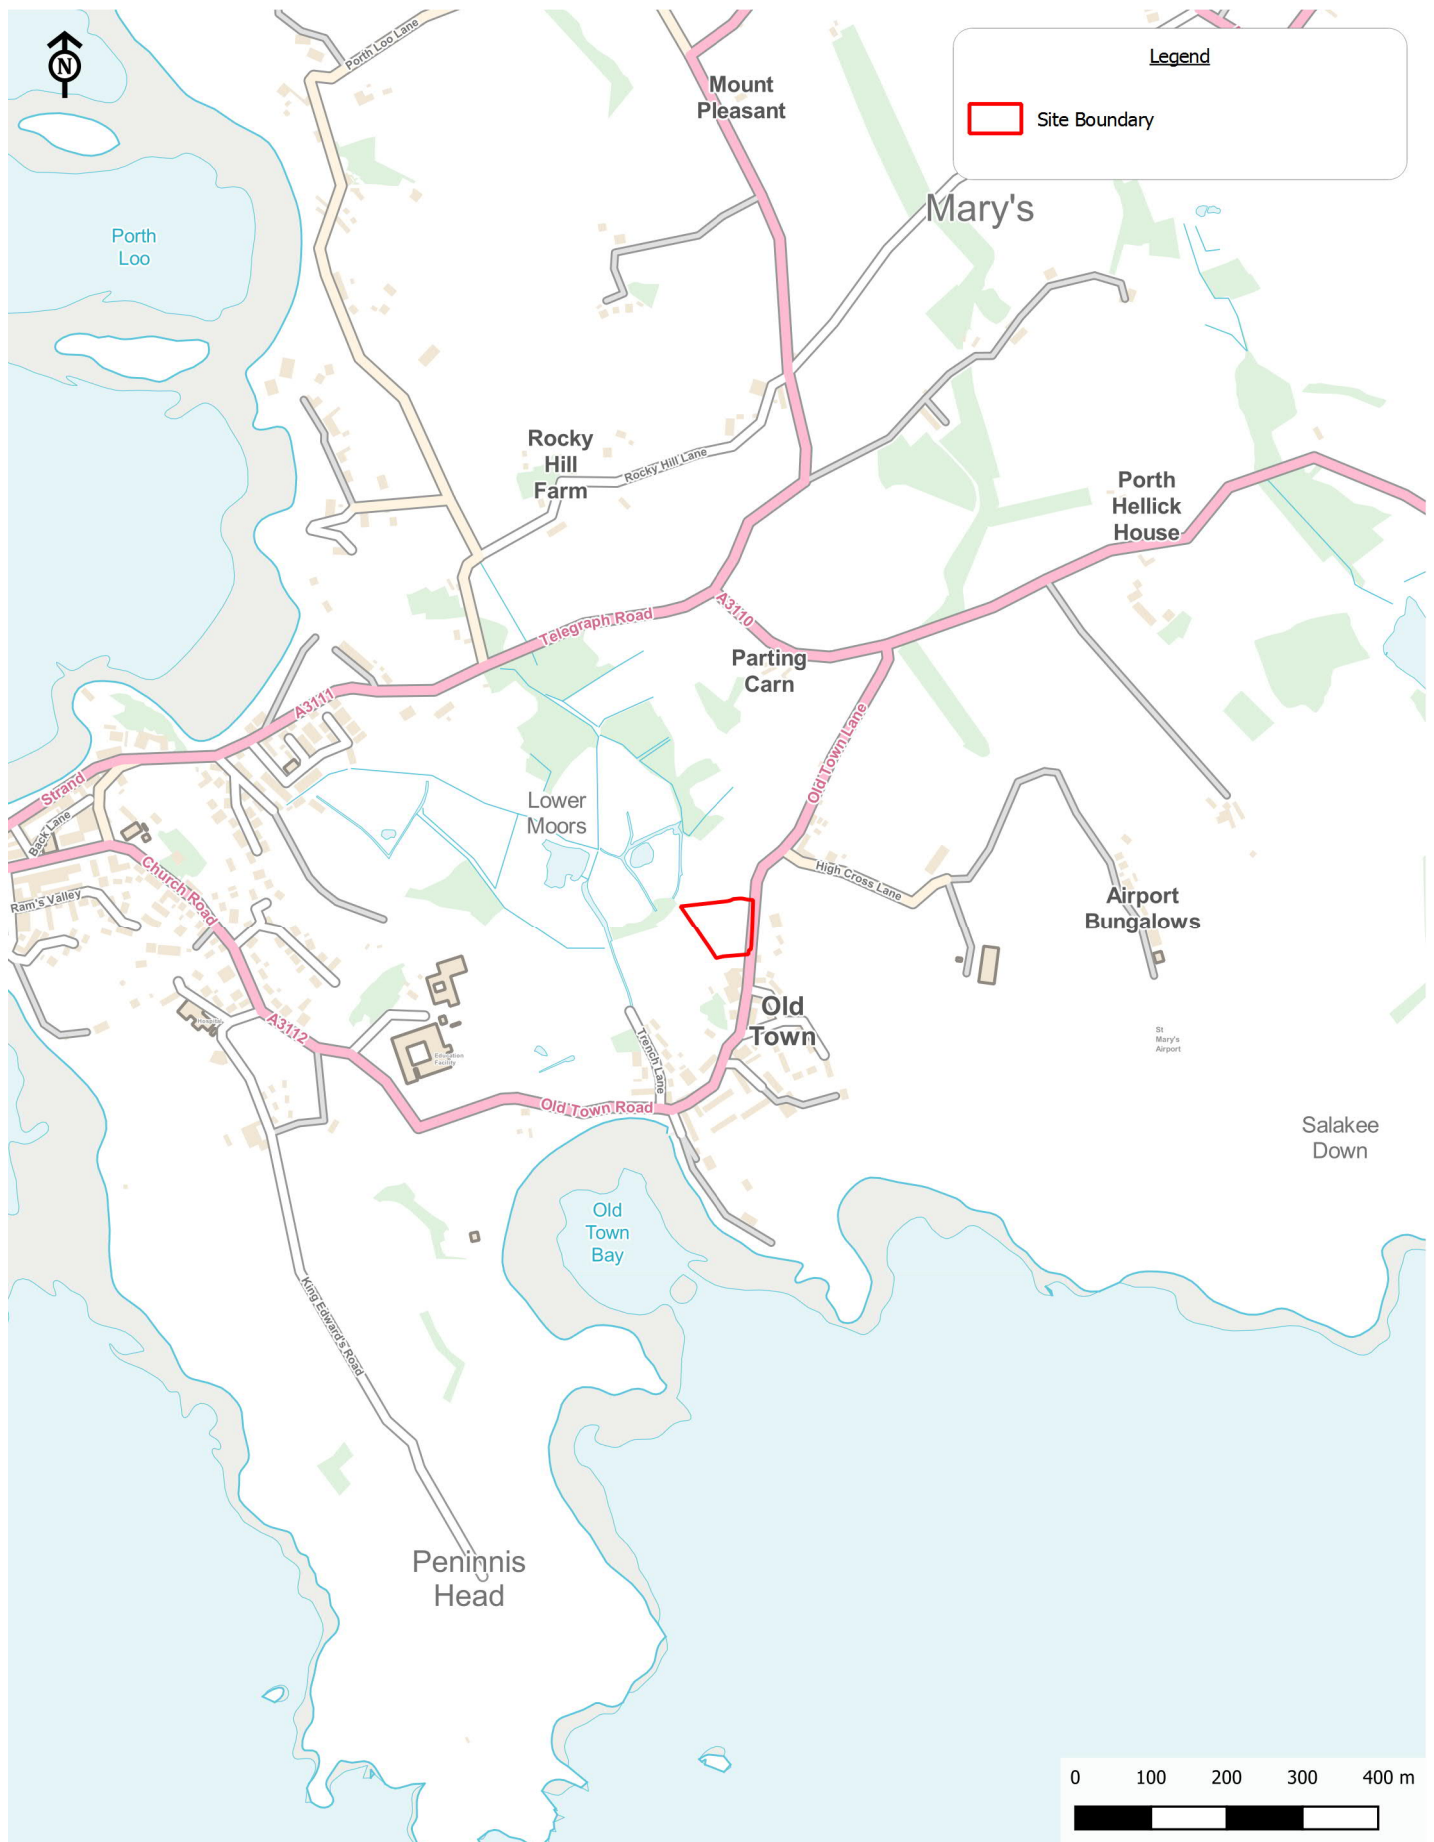 N
Porth Loo Lane
Mount
Pleasant
Legend
Site Boundary
Mary's
Porth
Loo
Rocky
Hill
Farm
Rocky Hill Lane
Porth
Hellick
House
A3110
Telegraph Road
Parting
Carn
A3111
Old Town Lane
Strand
Back Lane
Lower
Moors
Church Road
High Cross Lane
Ram's Valley
Airport
Bungalows
Old
Town
Hospital
A3112
Education
Facility
Trench Lane
St
Mary's
Airport
Old Town Road
Salakee
Down
Old
Town
Bay
King Edward's Road
Peninnis
Head
0 100 200 300 400 m